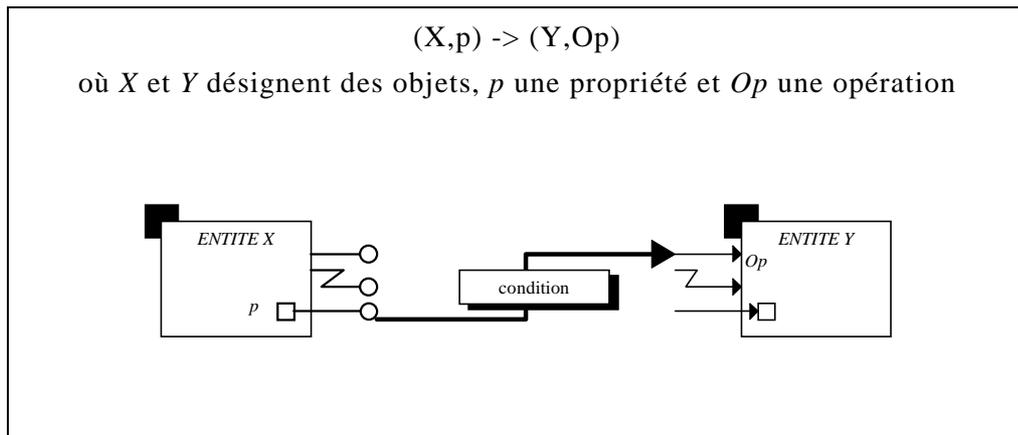 (X,p) -> (Y,Op)
où X et Y désignent des objets, p une propriété et Op une opération
ENTITE X
ENTITE Y
Op
condition
p